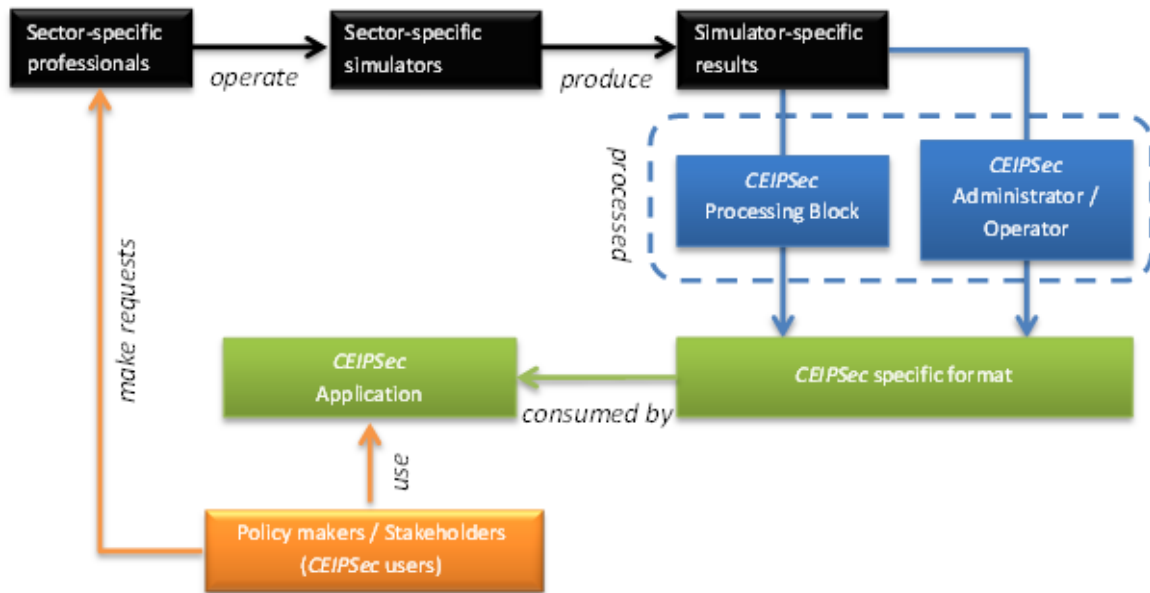 Sector-specific
professionals
operate
Sector-specific
simulators
produce
Simulator-specific
results
processed
CEIPSec
Processing Block
CEIPSec
Administrator /
Operator
make requests
CEIPSec
Application
consumed by
CEIPSec specific format
use
Policy makers / Stakeholders
(CEIPSec users)